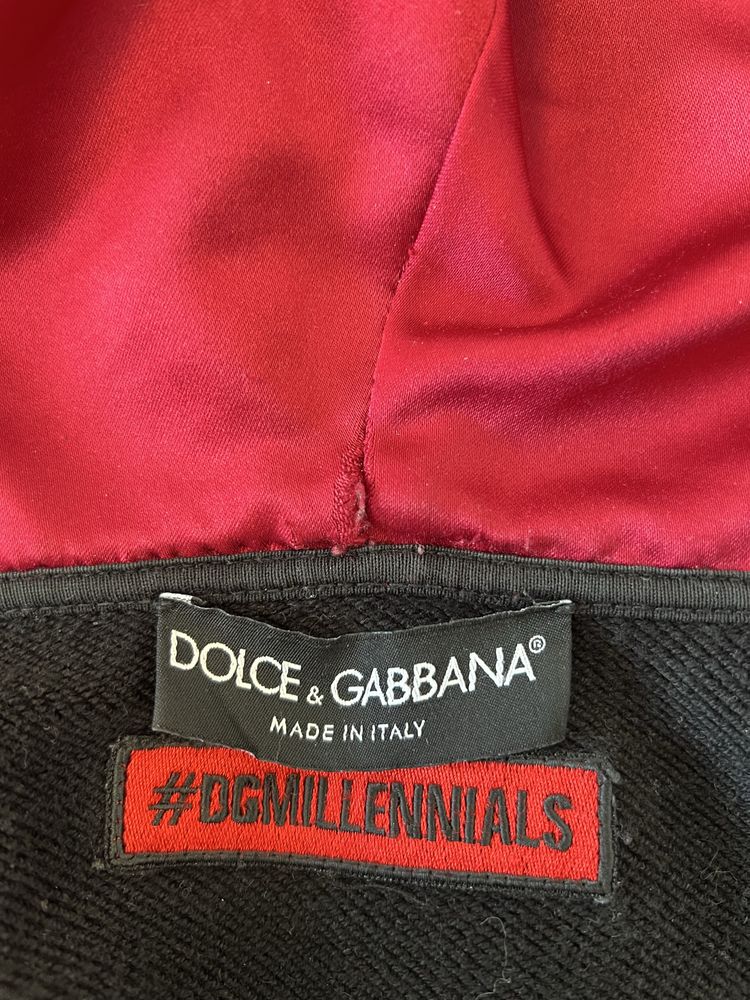 DOLCE & GABBANA®
MADE IN ITALY
#DGMILLENNIALS